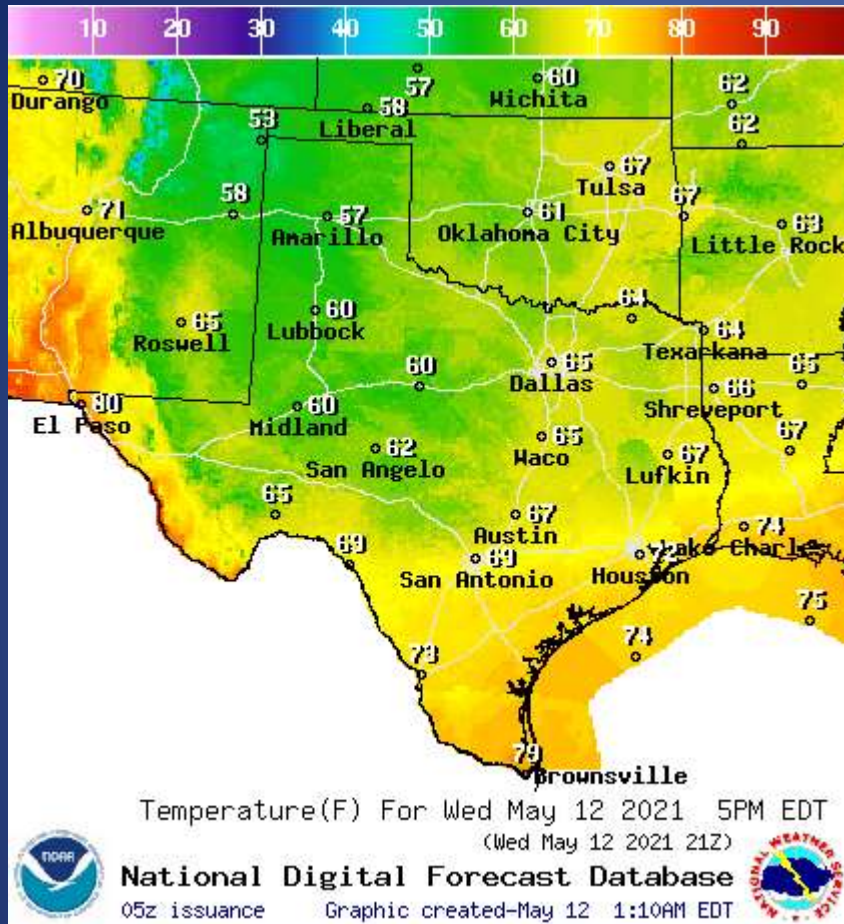 10 20 30 40 50 60 70 80 90
70
Durango
57
60
Wichita
62
58
Liberal
53
62
67
Tulsa
71
Albuquerque
58
57
Amarillo
61
Oklahoma City
67
63
Little Rock
65
Roswell
60
Lubbock
64
64
Texarkana
65
Dallas
60
66
Shreveport
65
80
El Paso
60
Midland
62
San Angelo
65
Waco
67
Lufkin
67
65
67
Austin
74
Lake Charles
69
69
San Antonio
72
Houston
75
74
73
79
Brownsville
Temperature(F) For Wed May 12 2021 5PM EDT
(Wed May 12 2021 21Z)
NOAA
National Digital Forecast Database
05z issuance Graphic created-May 12 1:10AM EDT
NATIONAL WEATHER SERVICE